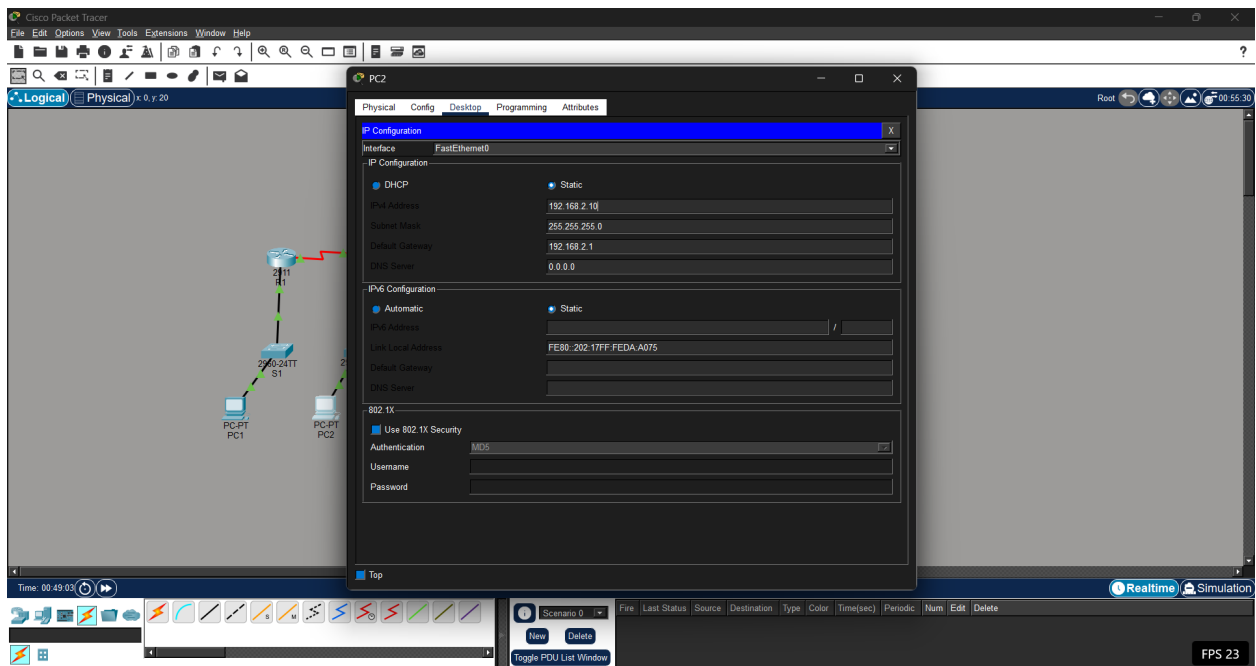 Cisco Packet Tracer
File Edit Options View Tools Extensions Window Help
?
PC2
Logical Physical x: 0, y: 20
Root 00:55:30
Physical Config Desktop Programming Attributes
IP Configuration X
Interface FastEthernet0
IP Configuration
DHCP Static
IPv4 Address 192.168.2.10
Subnet Mask 255.255.255.0
Default Gateway 192.168.2.1
DNS Server 0.0.0.0
IPv6 Configuration
Automatic Static
IPv6 Address /
Link Local Address FE80::202:17FF:FEDA:A075
Default Gateway
DNS Server
802.1X
Use 802.1X Security
Authentication MD5
Username
Password
Top
2911
R1
2960-24TT
S1
PC-PT
PC1
PC-PT
PC2
Time: 00:49:03
Realtime Simulation
Scenario 0
New Delete
Toggle PDU List Window
Fire Last Status Source Destination Type Color Time(sec) Periodic Num Edit Delete
FPS 23